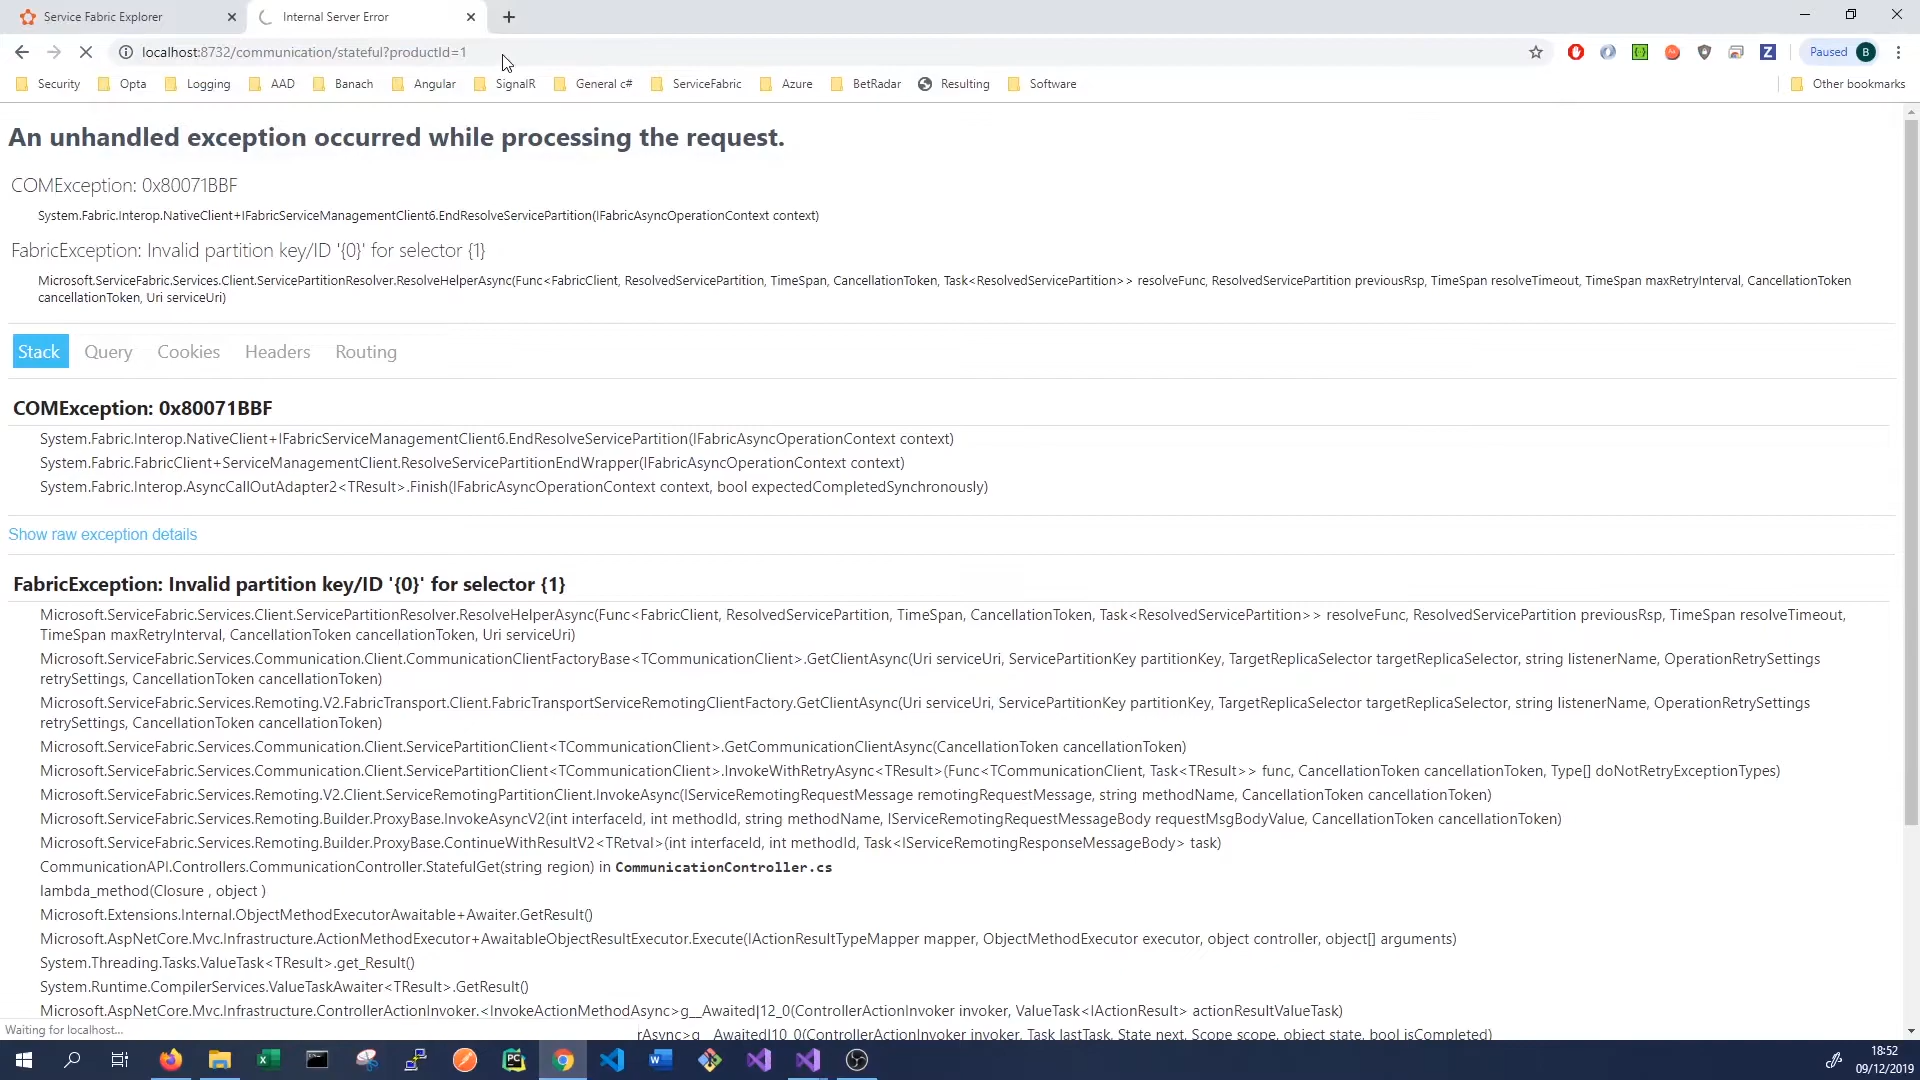 Service Fabric Explorer
Internal Server Error
localhost:8732/communication/stateful?productId=1
Paused
B
Security
Opta
Logging
AAD
Banach
Angular
SignalR
General c#
ServiceFabric
Azure
BetRadar
Resulting
Software
Other bookmarks
An unhandled exception occurred while processing the request.
COMException: 0x80071BBF
System.Fabric.Interop.NativeClient+IFabricServiceManagementClient6.EndResolveServicePartition(IFabricAsyncOperationContext context)
FabricException: Invalid partition key/ID '{0}' for selector {1}
Microsoft.ServiceFabric.Services.Client.ServicePartitionResolver.ResolveHelperAsync(Func<FabricClient, ResolvedServicePartition, TimeSpan, CancellationToken, Task<ResolvedServicePartition>> resolveFunc, ResolvedServicePartition previousRsp, TimeSpan resolveTimeout, TimeSpan maxRetryInterval, CancellationToken
cancellationToken, Uri serviceUri)
Stack
Query
Cookies
Headers
Routing
COMException: 0x80071BBF
System.Fabric.Interop.NativeClient+IFabricServiceManagementClient6.EndResolveServicePartition(IFabricAsyncOperationContext context)
System.Fabric.FabricClient+ServiceManagementClient.ResolveServicePartitionEndWrapper(IFabricAsyncOperationContext context)
System.Fabric.Interop.AsyncCallOutAdapter2<TResult>.Finish(IFabricAsyncOperationContext context, bool expectedCompletedSynchronously)
Show raw exception details
FabricException: Invalid partition key/ID '{0}' for selector {1}
Microsoft.ServiceFabric.Services.Client.ServicePartitionResolver.ResolveHelperAsync(Func<FabricClient, ResolvedServicePartition, TimeSpan, CancellationToken, Task<ResolvedServicePartition>> resolveFunc, ResolvedServicePartition previousRsp, TimeSpan resolveTimeout,
TimeSpan maxRetryInterval, CancellationToken cancellationToken, Uri serviceUri)
Microsoft.ServiceFabric.Services.Communication.Client.CommunicationClientFactoryBase<TCommunicationClient>.GetClientAsync(Uri serviceUri, ServicePartitionKey partitionKey, TargetReplicaSelector targetReplicaSelector, string listenerName, OperationRetrySettings
retrySettings, CancellationToken cancellationToken)
Microsoft.ServiceFabric.Services.Remoting.V2.FabricTransport.Client.FabricTransportServiceRemotingClientFactory.GetClientAsync(Uri serviceUri, ServicePartitionKey partitionKey, TargetReplicaSelector targetReplicaSelector, string listenerName, OperationRetrySettings
retrySettings, CancellationToken cancellationToken)
Microsoft.ServiceFabric.Services.Communication.Client.ServicePartitionClient<TCommunicationClient>.GetCommunicationClientAsync(CancellationToken cancellationToken)
Microsoft.ServiceFabric.Services.Communication.Client.ServicePartitionClient<TCommunicationClient>.InvokeWithRetryAsync<TResult>(Func<TCommunicationClient, Task<TResult>> func, CancellationToken cancellationToken, Type[] doNotRetryExceptionTypes)
Microsoft.ServiceFabric.Services.Remoting.V2.Client.ServiceRemotingPartitionClient.InvokeAsync(IServiceRemotingRequestMessage remotingRequestMessage, string methodName, CancellationToken cancellationToken)
Microsoft.ServiceFabric.Services.Remoting.Builder.ProxyBase.InvokeAsyncV2(int interfaceId, int methodId, string methodName, IServiceRemotingRequestMessageBody requestMsgBodyValue, CancellationToken cancellationToken)
Microsoft.ServiceFabric.Services.Remoting.Builder.ProxyBase.ContinueWithResultV2<TRetval>(int interfaceId, int methodId, Task<IServiceRemotingResponseMessageBody> task)
CommunicationAPI.Controllers.CommunicationController.StatefulGet(string region) in CommunicationController.cs
lambda_method(Closure , object )
Microsoft.Extensions.Internal.ObjectMethodExecutorAwaitable+Awaiter.GetResult()
Microsoft.AspNetCore.Mvc.Infrastructure.ActionMethodExecutor+AwaitableObjectResultExecutor.Execute(IActionResultTypeMapper mapper, ObjectMethodExecutor executor, object controller, object[] arguments)
System.Threading.Tasks.ValueTask<TResult>.get_Result()
System.Runtime.CompilerServices.ValueTaskAwaiter<TResult>.GetResult()
Microsoft.AspNetCore.Mvc.Infrastructure.ControllerActionInvoker.<InvokeActionMethodAsync>g__Awaited|12_0(ControllerActionInvoker invoker, ValueTask<IActionResult> actionResultValueTask)
Waiting for localhost...
rAsync>g__Awaited|10_0(ControllerActionInvoker invoker, Task lastTask, State next, Scope scope, object state, bool isCompleted)
18:52
09/12/2019